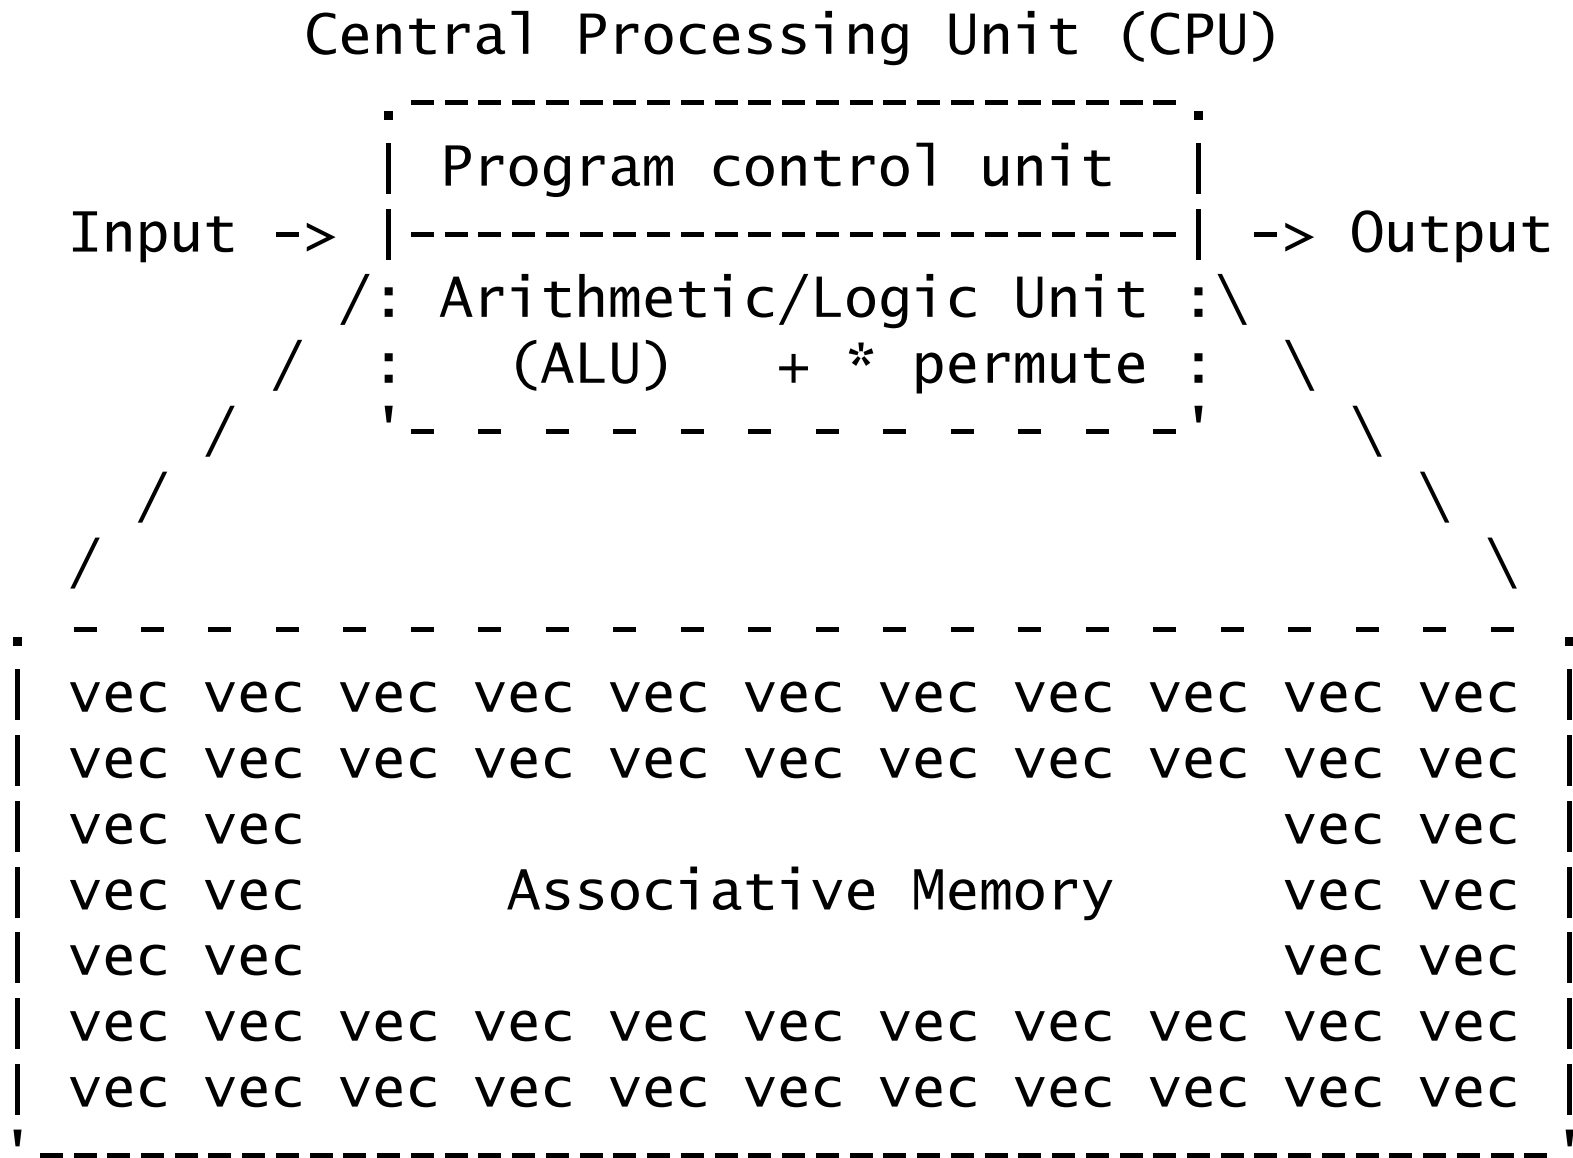 Central Processing Unit (CPU)
Program control unit
Input -> -> Output
Arithmetic/Logic Unit
(ALU) + * permute
vec vec vec vec vec vec vec vec vec vec vec
vec vec vec vec vec vec vec vec vec vec vec
vec vec vec vec
vec vec Associative Memory vec vec
vec vec vec vec
vec vec vec vec vec vec vec vec vec vec vec
vec vec vec vec vec vec vec vec vec vec vec